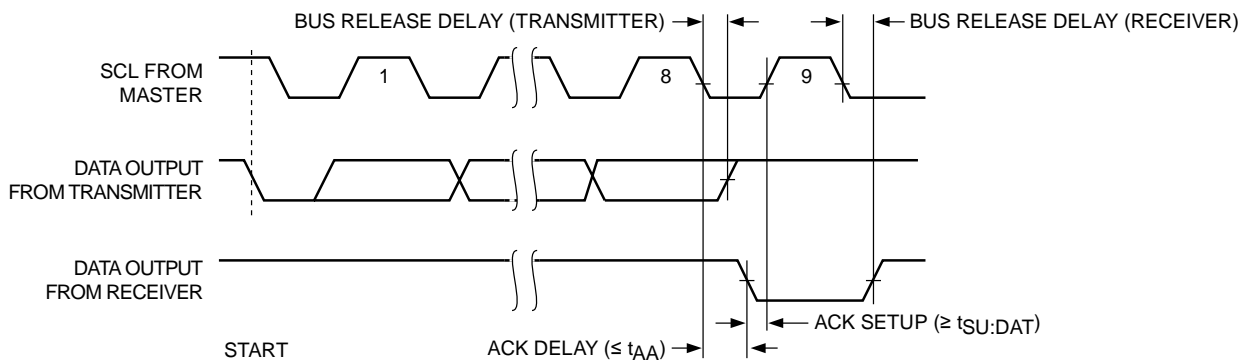 BUS RELEASE DELAY (TRANSMITTER)
BUS RELEASE DELAY (RECEIVER)
SCL FROM
MASTER
1
8
9
DATA OUTPUT
FROM TRANSMITTER
DATA OUTPUT
FROM RECEIVER
ACK SETUP (≥ tSU:DAT)
START
ACK DELAY (≤ tAA)